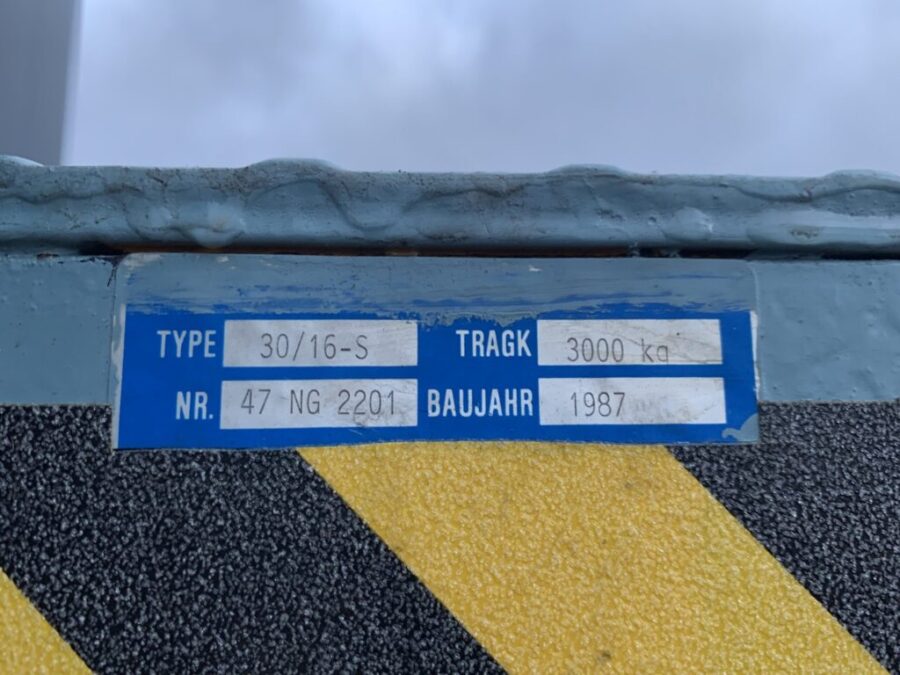 TYPE 30/16-S TRAGK 3000 kg
NR. 47 NG 2201 BAUJAHR 1987